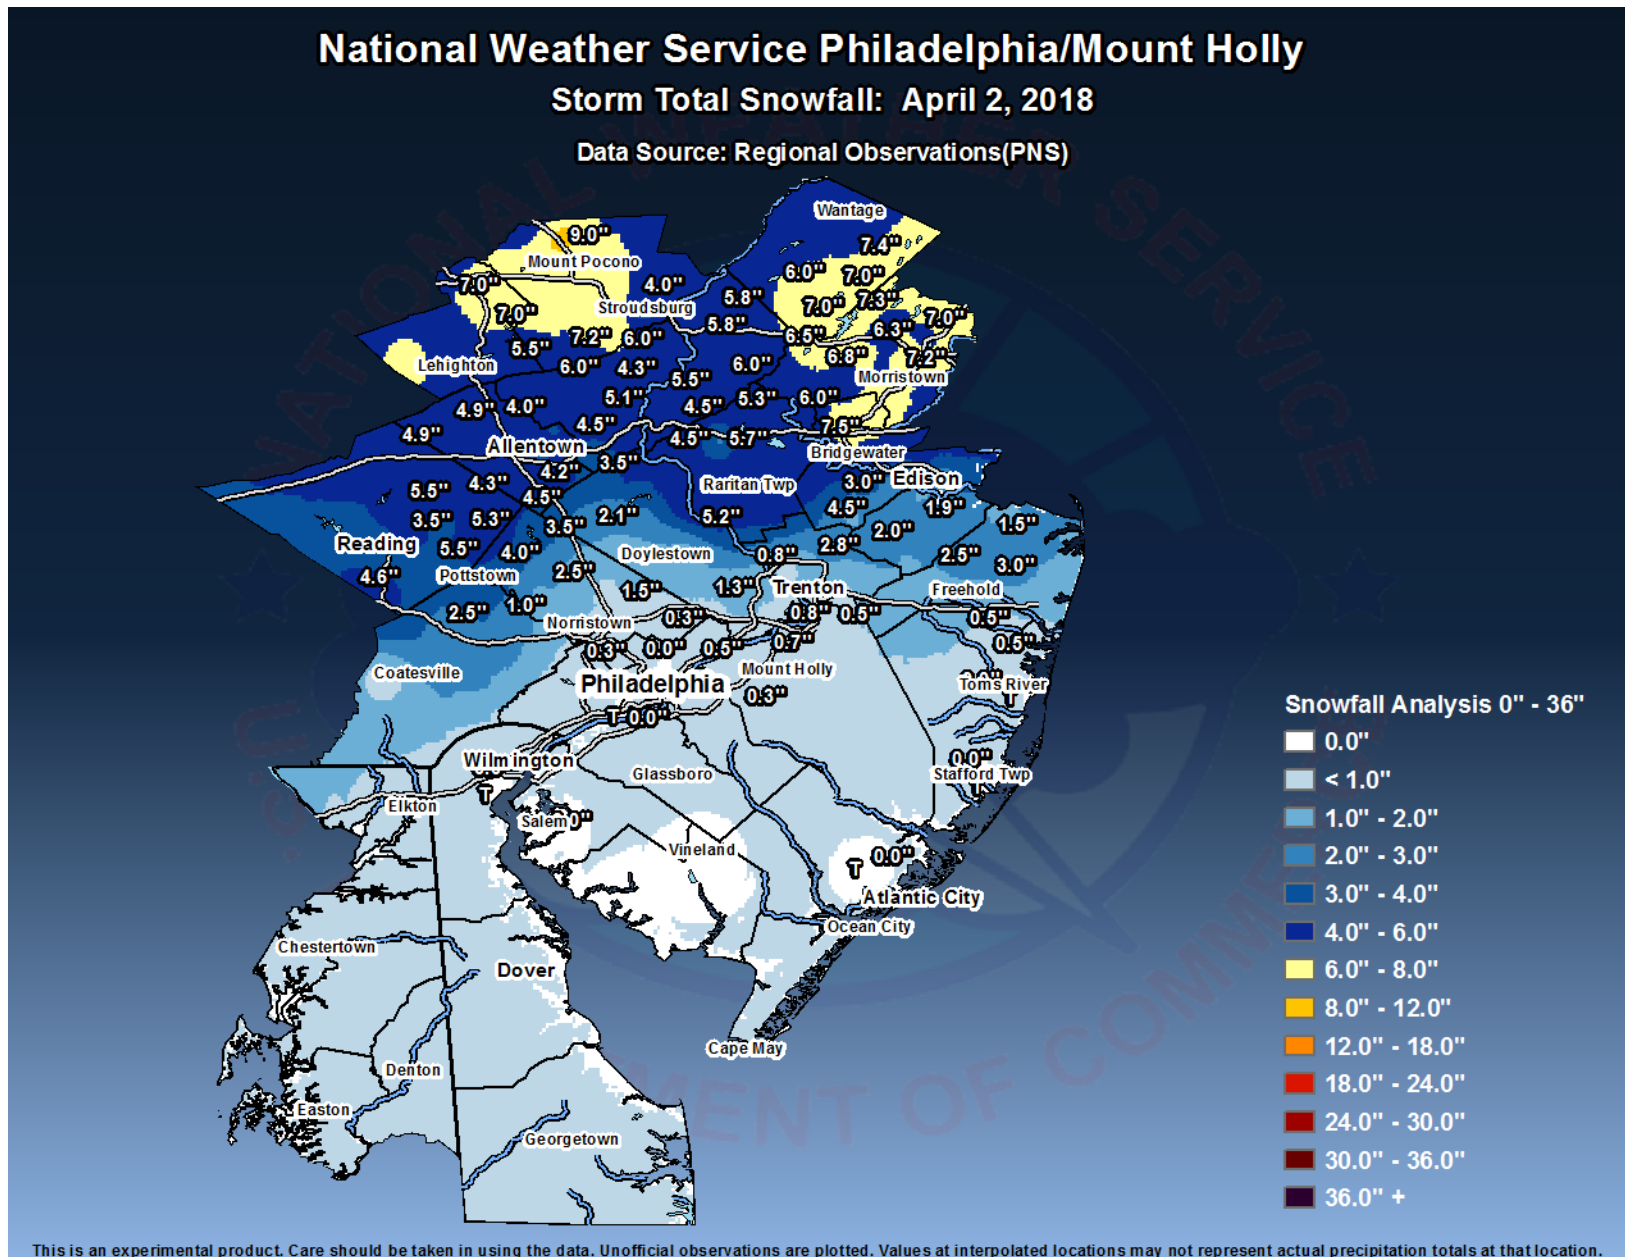 National Weather Service Philadelphia/Mount Holly
Storm Total Snowfall:  April 2, 2018
Data Source: Regional Observations(PNS)
Wantage
9.0"
7.4"
Mount Pocono
6.0" 7.0"
7.0" 4.0"
5.8" 7.0" 7.3"
7.0" Stroudsburg
5.8" 6.3" 7.0"
7.2" 6.0" 6.5"
5.5" 6.8" 7.2"
Lehighton 6.0" 4.3" 6.0"
5.5" Morristown
4.9" 4.0" 5.1" 4.5" 5.3" 6.0"
4.9" 4.5" 4.5" 5.7" 7.5"
Allentown Bridgewater
4.2" 3.5"
5.5" 4.3" 4.5" Raritan Twp 3.0" Edison
3.5" 5.3" 3.5" 2.1" 5.2" 4.5" 1.9"
2.0" 1.5"
Reading 5.5" 4.0" Doylestown 0.8" 2.8" 2.5"
4.6" Pottstown 2.5" 3.0"
1.5" 1.3" Trenton Freehold
2.5" 1.0" 0.8" 0.5"
Norristown 0.3" 0.5"
0.3" 0.0" 0.5" 0.7" 0.5"
Coatesville Mount Holly
Philadelphia 0.3" Toms River
T 0.0" T
Wilmington Glassboro 0.0"
Stafford Twp
T T
Elkton
Salem 0"
Vineland 0.0"
T
Atlantic City
Ocean City
Chestertown
Dover
Cape May
Denton
Easton
Georgetown
Snowfall Analysis 0" - 36"
0.0"
< 1.0"
1.0" - 2.0"
2.0" - 3.0"
3.0" - 4.0"
4.0" - 6.0"
6.0" - 8.0"
8.0" - 12.0"
12.0" - 18.0"
18.0" - 24.0"
24.0" - 30.0"
30.0" - 36.0"
36.0" +
NATIONAL WEATHER SERVICE
This is an experimental product. Care should be taken in using the data. Unofficial observations are plotted. Values at interpolated locations may not represent actual precipitation totals at that location.